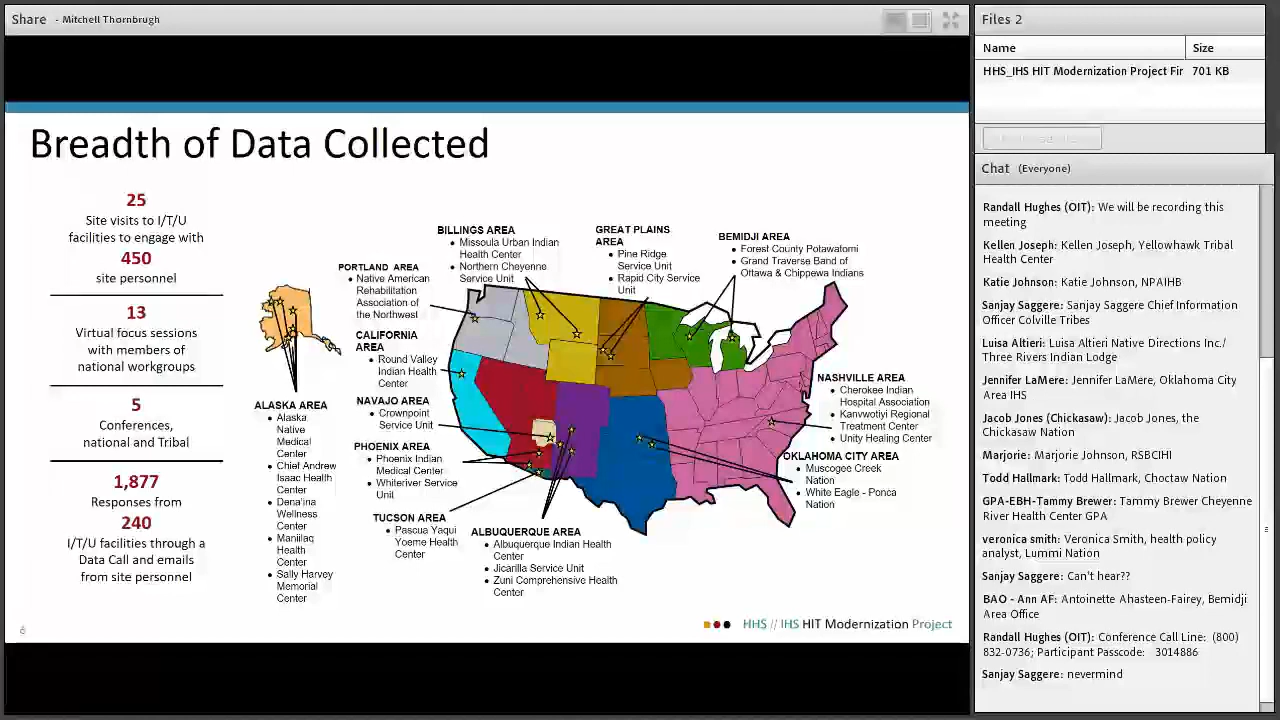 Share - Mitchell Thornbrugh
Breadth of Data Collected
25
Site visits to I/T/U
facilities to engage with
450
site personnel
13
Virtual focus sessions
with members of
national workgroups
5
Conferences,
national and Tribal
1,877
Responses from
240
I/T/U facilities through a
Data Call and emails
from site personnel
BILLINGS AREA
• Missoula Urban Indian
Health Center
• Northern Cheyenne
Service Unit
GREAT PLAINS
AREA
• Pine Ridge
Service Unit
• Rapid City Service
Unit
BEMIDJI AREA
• Forest County Potawatomi
• Grand Traverse Band of
Ottawa & Chippewa Indians
PORTLAND AREA
• Native American
Rehabilitation
Association of
the Northwest
CALIFORNIA
AREA
• Round Valley
Indian Health
Center
NAVAJO AREA
• Crownpoint
Service Unit
PHOENIX AREA
• Phoenix Indian
Medical Center
• Whiteriver Service
Unit
TUCSON AREA
• Pascua Yaqui
Yoeme Health
Center
ALBUQUERQUE AREA
• Albuquerque Indian Health
Center
• Jicarilla Service Unit
• Zuni Comprehensive Health
Center
ALASKA AREA
• Alaska
Native
Medical
Center
• Chief Andrew
Isaac Health
Center
• Dena'ina
Wellness
Center
• Maniilaq
Health
Center
• Sally Harvey
Memorial
Center
NASHVILLE AREA
• Cherokee Indian
Hospital Association
• Kanvwotiyi Regional
Treatment Center
• Unity Healing Center
OKLAHOMA CITY AREA
• Muscogee Creek
Nation
• White Eagle - Ponca
Nation
6
HHS // IHS HIT Modernization Project
Files 2
Name Size
HHS_IHS HIT Modernization Project Fir 701 KB
Chat (Everyone)
Randall Hughes (OIT): We will be recording this
meeting
Kellen Joseph: Kellen Joseph, Yellowhawk Tribal
Health Center
Katie Johnson: Katie Johnson, NPAIHB
Sanjay Saggere: Sanjay Saggere Chief Information
Officer Colville Tribes
Luisa Altieri: Luisa Altieri Native Directions Inc./
Three Rivers Indian Lodge
Jennifer LaMere: Jennifer LaMere, Oklahoma City
Area IHS
Jacob Jones (Chickasaw): Jacob Jones, the
Chickasaw Nation
Marjorie: Marjorie Johnson, RSBCIHI
Todd Hallmark: Todd Hallmark, Choctaw Nation
GPA-EBH-Tammy Brewer: Tammy Brewer Cheyenne
River Health Center GPA
veronica smith: Veronica Smith, health policy
analyst, Lummi Nation
Sanjay Saggere: Can't hear??
BAO - Ann AF: Antoinette Ahasteen-Fairey, Bemidji
Area Office
Randall Hughes (OIT): Conference Call Line: (800)
832-0736; Participant Passcode: 3014886
Sanjay Saggere: nevermind